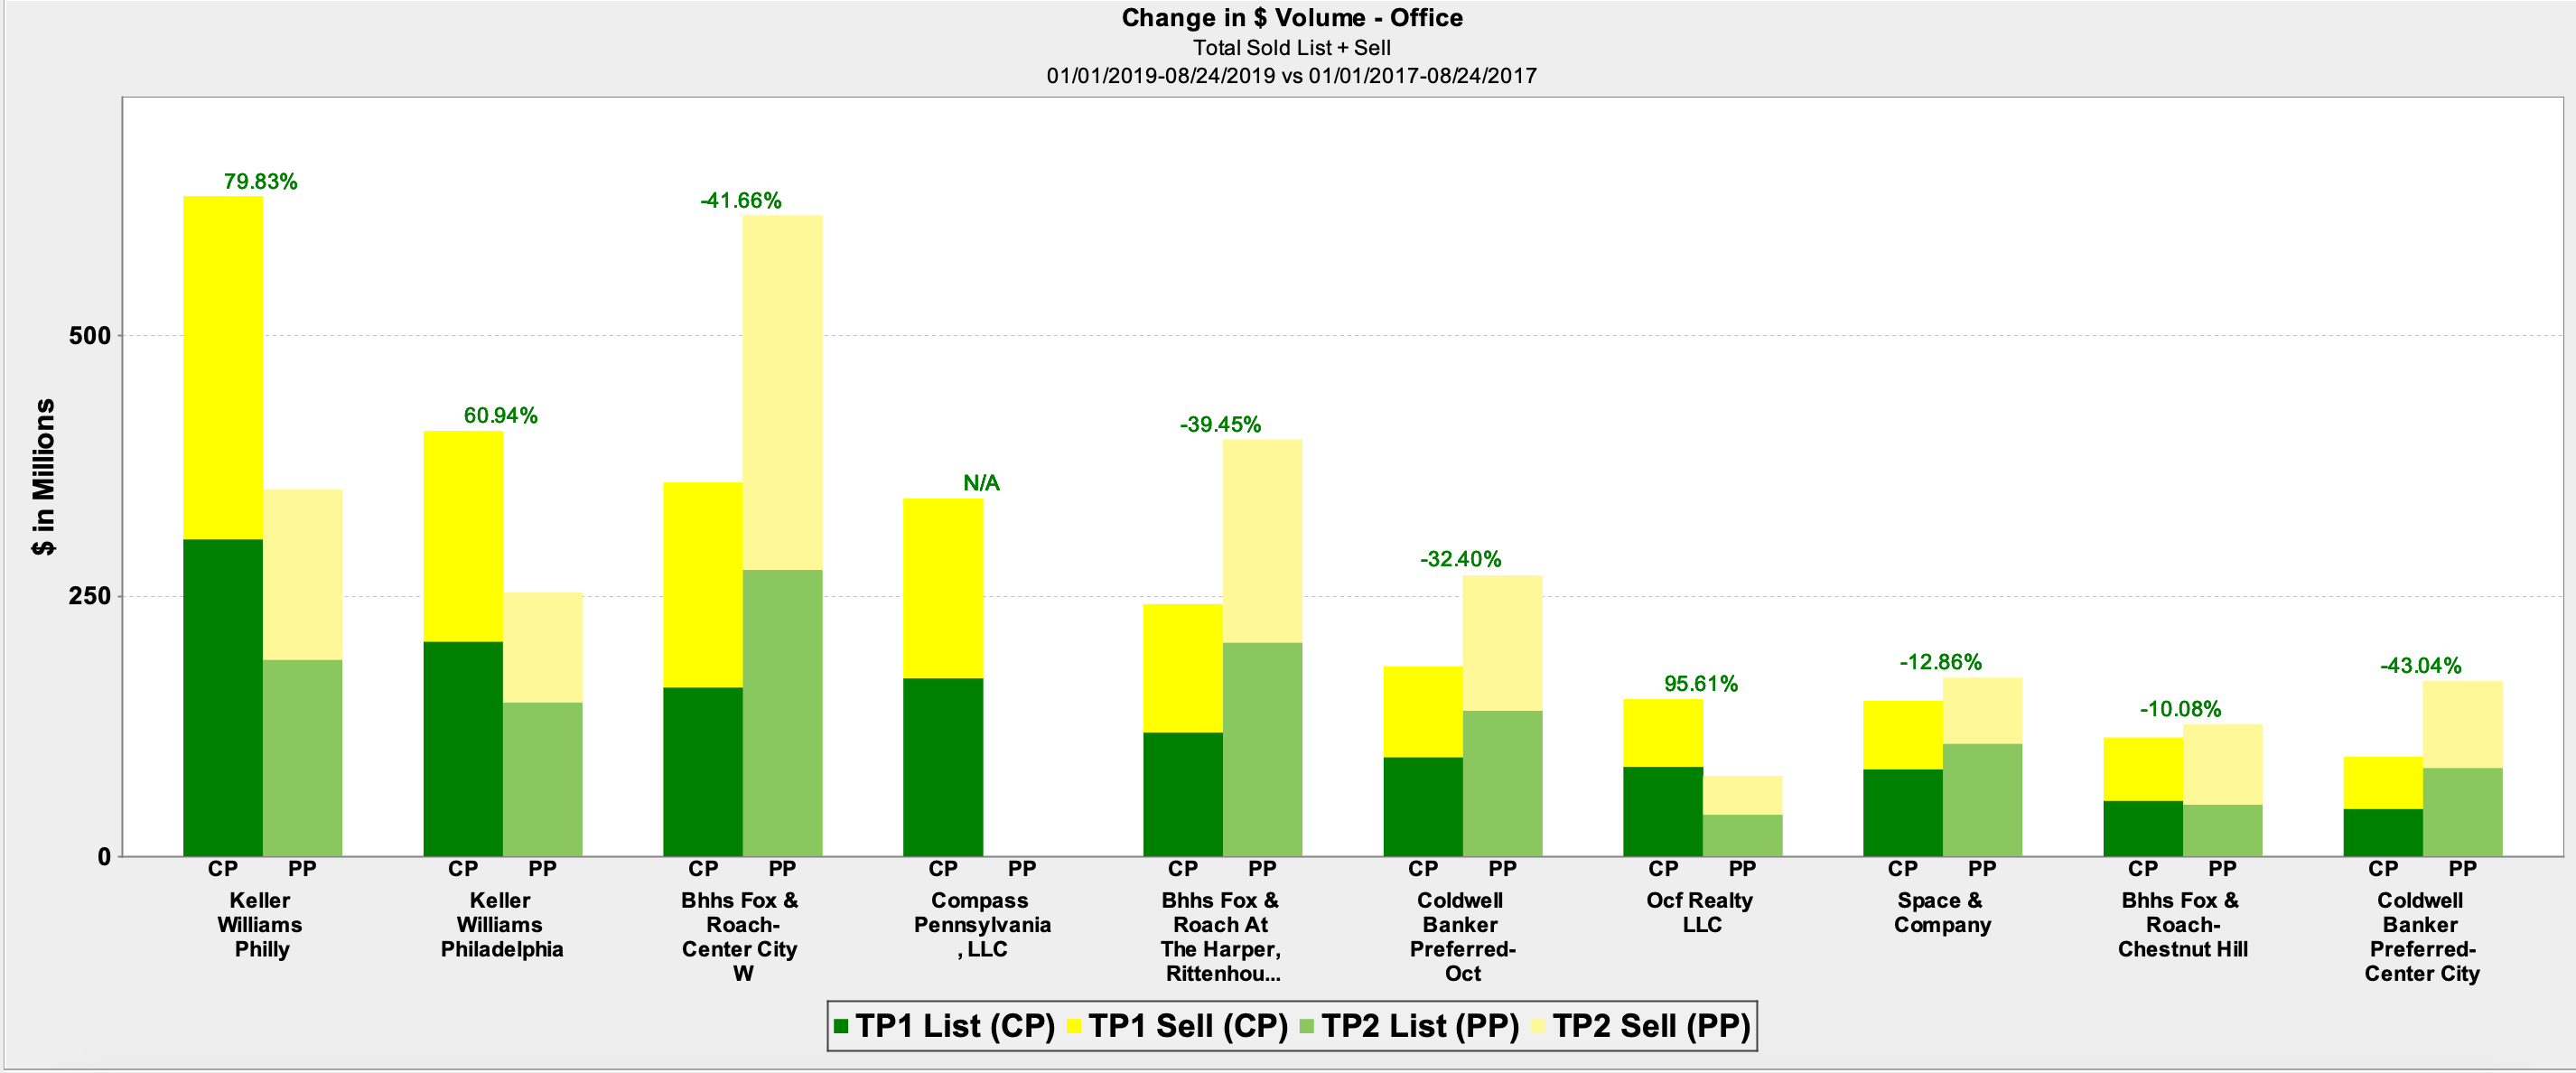 Change in $ Volume - Office
Total Sold List + Sell
01/01/2019-08/24/2019 vs 01/01/2017-08/24/2017
$ in Millions
500
250
0
79.83%
60.94%
-41.66%
N/A
-39.45%
-32.40%
95.61%
-12.86%
-10.08%
-43.04%
CP PP
Keller
Williams
Philly
CP PP
Keller
Williams
Philadelphia
CP PP
Bhhs Fox &
Roach-
Center City
W
CP PP
Compass
Pennsylvania
, LLC
CP PP
Bhhs Fox &
Roach At
The Harper,
Rittenhou...
CP PP
Coldwell
Banker
Preferred-
Oct
CP PP
Ocf Realty
LLC
CP PP
Space &
Company
CP PP
Bhhs Fox &
Roach-
Chestnut Hill
CP PP
Coldwell
Banker
Preferred-
Center City
TP1 List (CP) TP1 Sell (CP) TP2 List (PP) TP2 Sell (PP)